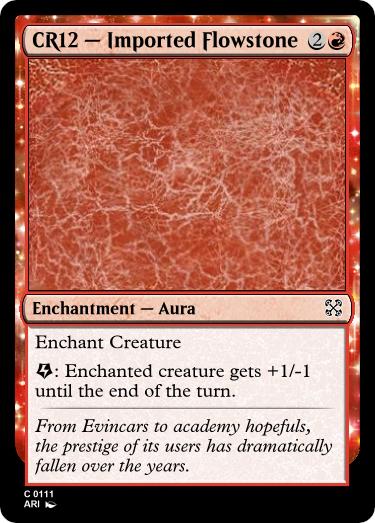 CR12 — Imported Flowstone 2
Enchantment — Aura
Enchant Creature
: Enchanted creature gets +1/-1
until the end of the turn.
From Evincars to academy hopefuls,
the prestige of its users has dramatically
fallen over the years.
C 0111
ARI